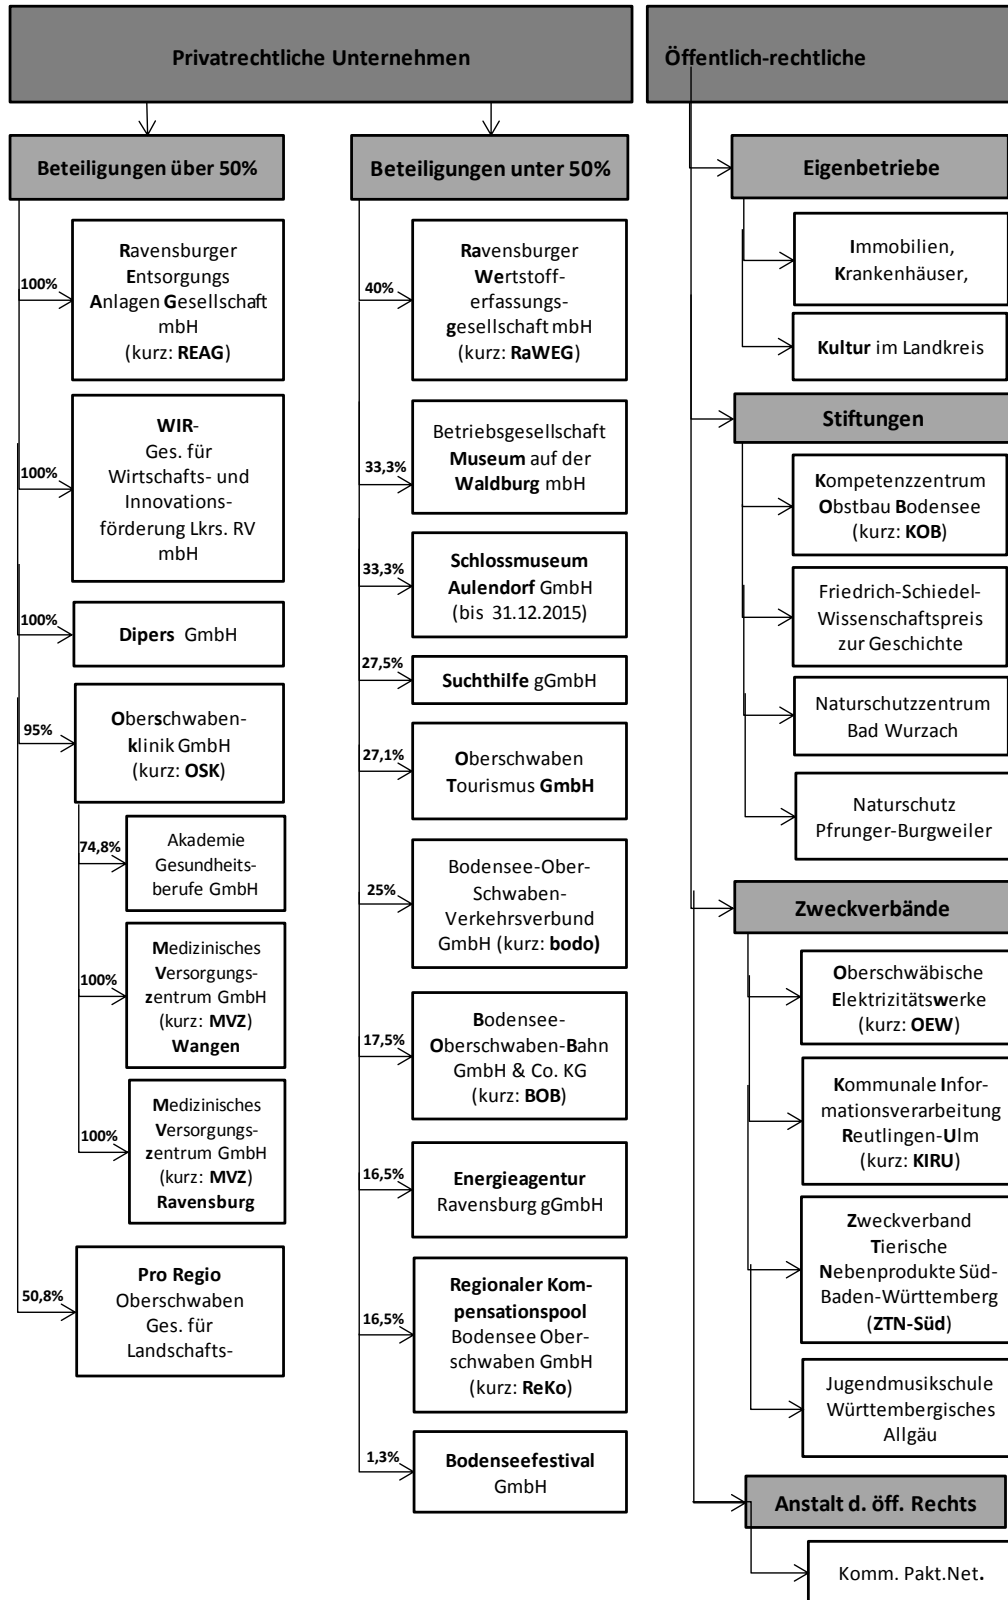 Privatrechtliche Unternehmen
Beteiligungen über 50%
100%
Ravensburger
Entsorgungs
Anlagen Gesellschaft
mbH
(kurz: REAG)
100%
WIR-
Ges. für
Wirtschafts- und
Innovations-
förderung Lkrs. RV
mbH
100%
Dipers GmbH
95%
Oberschwaben-
klinik GmbH
(kurz: OSK)
74,8%
Akademie
Gesundheits-
berufe GmbH
100%
Medizinisches
Versorgungs-
zentrum GmbH
(kurz: MVZ)
Wangen
100%
Medizinisches
Versorgungs-
zentrum GmbH
(kurz: MVZ)
Ravensburg
50,8%
Pro Regio
Oberschwaben
Ges. für
Landschafts-
Beteiligungen unter 50%
40%
Ravensburger
Wertstoff-
erfassungs-
gesellschaft mbH
(kurz: RaWEG)
33,3%
Betriebsgesellschaft
Museum auf der
Waldburg mbH
33,3%
Schlossmuseum
Aulendorf GmbH
(bis 31.12.2015)
27,5%
Suchthilfe gGmbH
27,1%
Oberschwaben
Tourismus GmbH
25%
Bodensee-Ober-
Schwaben-
Verkehrsverbund
GmbH (kurz: bodo)
17,5%
Bodensee-
Oberschwaben-Bahn
GmbH & Co. KG
(kurz: BOB)
16,5%
Energieagentur
Ravensburg gGmbH
16,5%
Regionaler Kom-
pensationspool
Bodensee Ober-
schwaben GmbH
(kurz: ReKo)
1,3%
Bodenseefestival
GmbH
Öffentlich-rechtliche
Eigenbetriebe
Immobilien,
Krankenhäuser,
Kultur im Landkreis
Stiftungen
Kompetenzzentrum
Obstbau Bodensee
(kurz: KOB)
Friedrich-Schiedel-
Wissenschaftspreis
zur Geschichte
Naturschutzzentrum
Bad Wurzach
Naturschutz
Pfrunger-Burgweiler
Zweckverbände
Oberschwäbische
Elektrizitätswerke
(kurz: OEW)
Kommunale Infor-
mationsverarbeitung
Reutlingen-Ulm
(kurz: KIRU)
Zweckverband
Tierische
Nebenprodukte Süd-
Baden-Württemberg
(ZTN-Süd)
Jugendmusikschule
Württembergisches
Allgäu
Anstalt d. öff. Rechts
Komm. Pakt.Net.